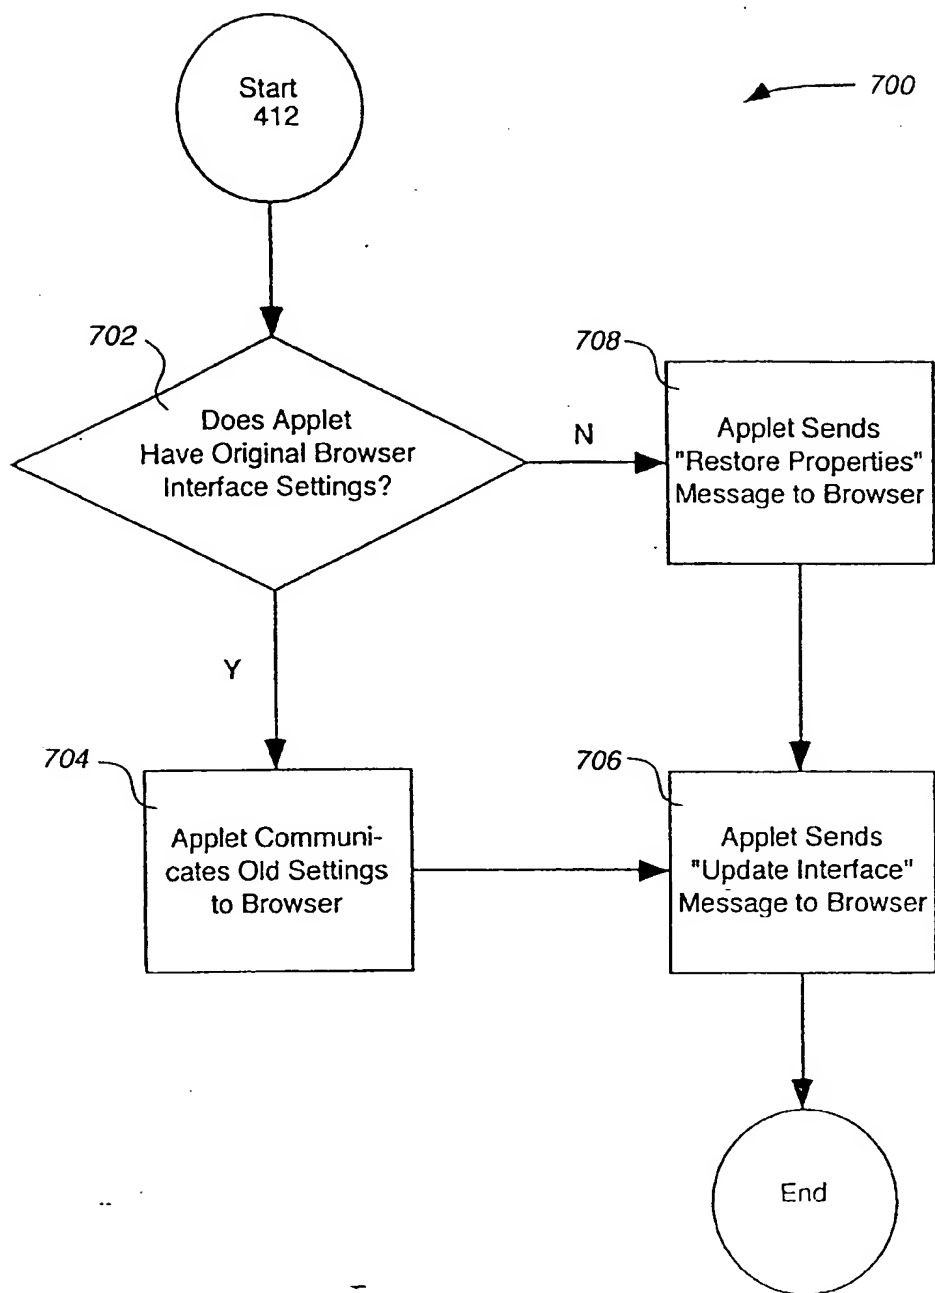 Start
412
700
702
Does Applet
Have Original Browser
Interface Settings?
N
708
Applet Sends
"Restore Properties"
Message to Browser
Y
704
Applet Communi-
cates Old Settings
to Browser
706
Applet Sends
"Update Interface"
Message to Browser
End